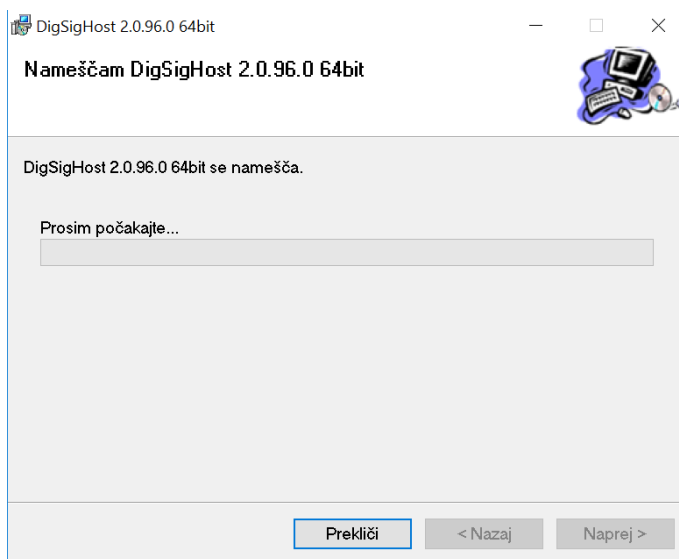 DigSigHost 2.0.96.0 64bit
Nameščam DigSigHost 2.0.96.0 64bit
DigSigHost 2.0.96.0 64bit se namešča.
Prosim počakajte...
Prekliči
< Nazaj
Naprej >